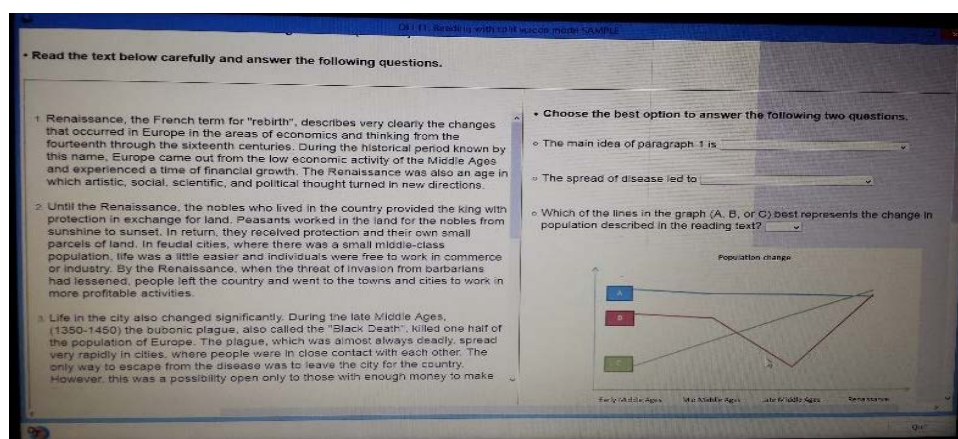 Reading with split screen mode SAMPLE
• Read the text below carefully and answer the following questions.
1. Renaissance, the French term for "rebirth", describes very clearly the changes
that occurred in Europe in the areas of economics and thinking from the
fourteenth through the sixteenth centuries. During the historical period known by
this name, Europe came out from the low economic activity of the Middle Ages
and experienced a time of financial growth. The Renaissance was also an age in
which artistic, social, scientific, and political thought turned in new directions.
2. Until the Renaissance, the nobles who lived in the country provided the king with
protection in exchange for land. Peasants worked in the land for the nobles from
sunshine to sunset. In return, they received protection and their own small
parcels of land. In feudal cities, where there was a small middle-class
population, life was a little easier and individuals were free to work in commerce
or industry. By the Renaissance, when the threat of invasion from barbarians
had lessened, people left the country and went to the towns and cities to work in
more profitable activities.
3. Life in the city also changed significantly. During the late Middle Ages,
(1350-1450) the bubonic plague, also called the "Black Death", killed one half of
the population of Europe. The plague, which was almost always deadly, spread
very rapidly in cities, where people were in close contact with each other. The
only way to escape from the disease was to leave the city for the country.
However, this was a possibility open only to those with enough money to make
• Choose the best option to answer the following two questions.
o The main idea of paragraph 1 is
o The spread of disease led to
o Which of the lines in the graph (A, B, or C) best represents the change in
population described in the reading text?
Population change
A
B
C
Early Middle Ages Mid Middle Ages Late Middle Ages Renaissance